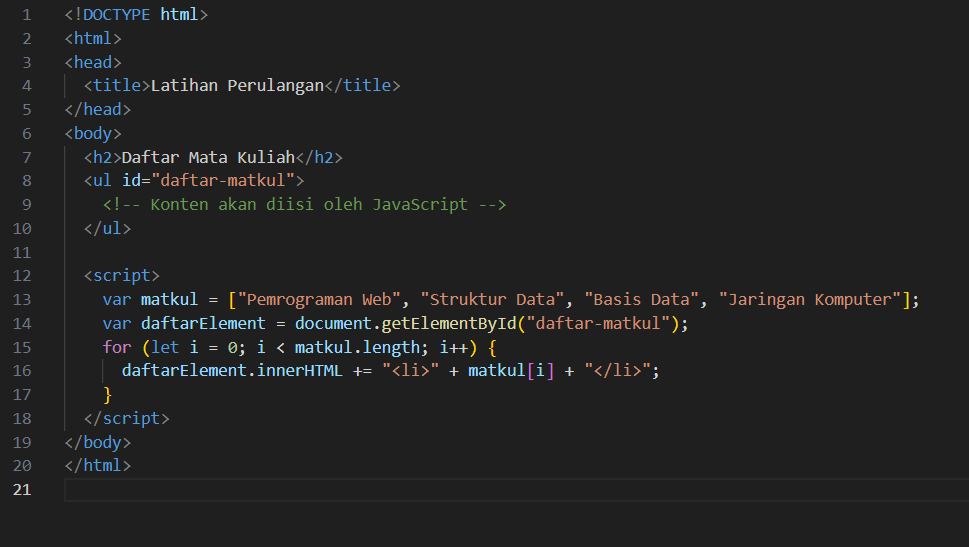 1 <!DOCTYPE html>
2 <html>
3 <head>
4   <title>Latihan Perulangan</title>
5 </head>
6 <body>
7   <h2>Daftar Mata Kuliah</h2>
8   <ul id="daftar-matkul">
9     <!-- Konten akan diisi oleh JavaScript -->
10   </ul>
11
12   <script>
13     var matkul = ["Pemrograman Web", "Struktur Data", "Basis Data", "Jaringan Komputer"];
14     var daftarElement = document.getElementById("daftar-matkul");
15     for (let i = 0; i < matkul.length; i++) {
16       daftarElement.innerHTML += "<li>" + matkul[i] + "</li>";
17     }
18   </script>
19 </body>
20 </html>
21